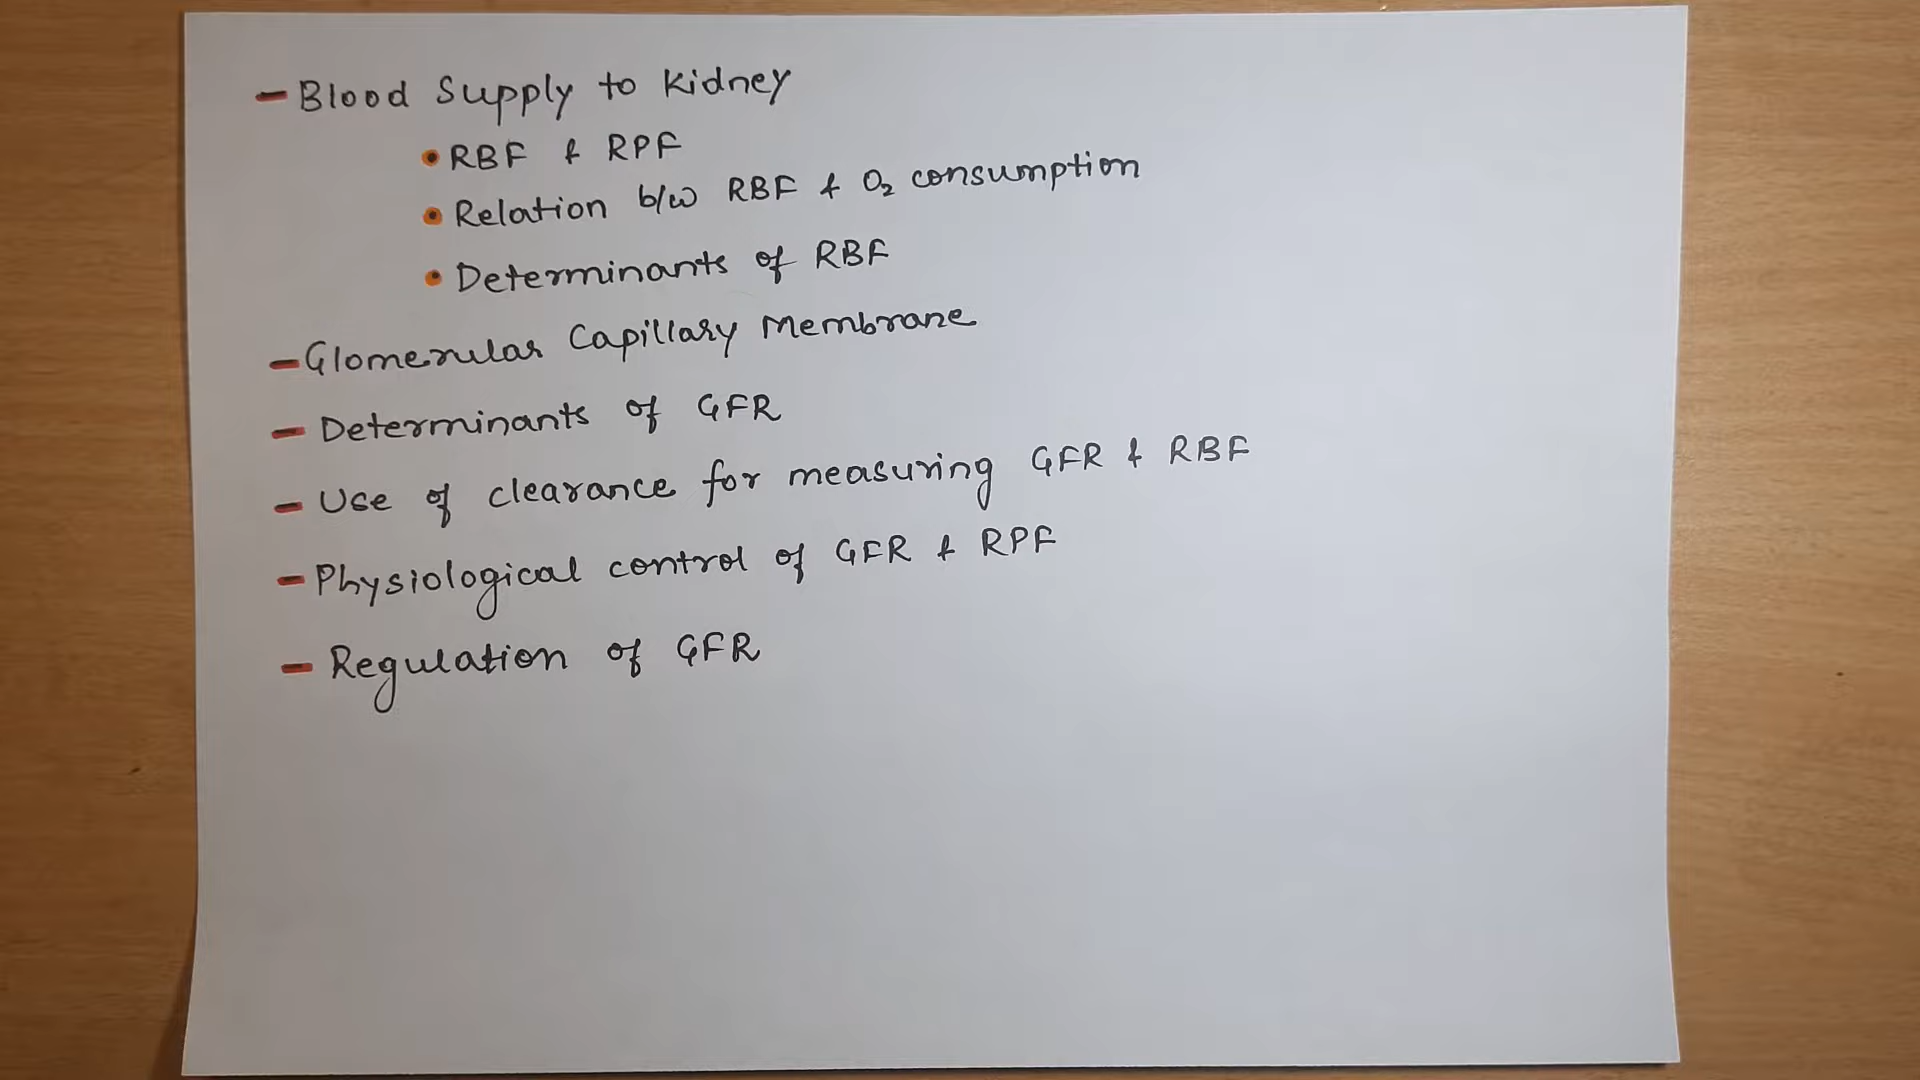 - Blood Supply to Kidney
• RBF & RPF
• Relation b/w RBF & O₂ consumption
• Determinants of RBF
- Glomerular Capillary Membrane
- Determinants of GFR
- Use of clearance for measuring GFR & RBF
- Physiological control of GFR & RPF
- Regulation of GFR